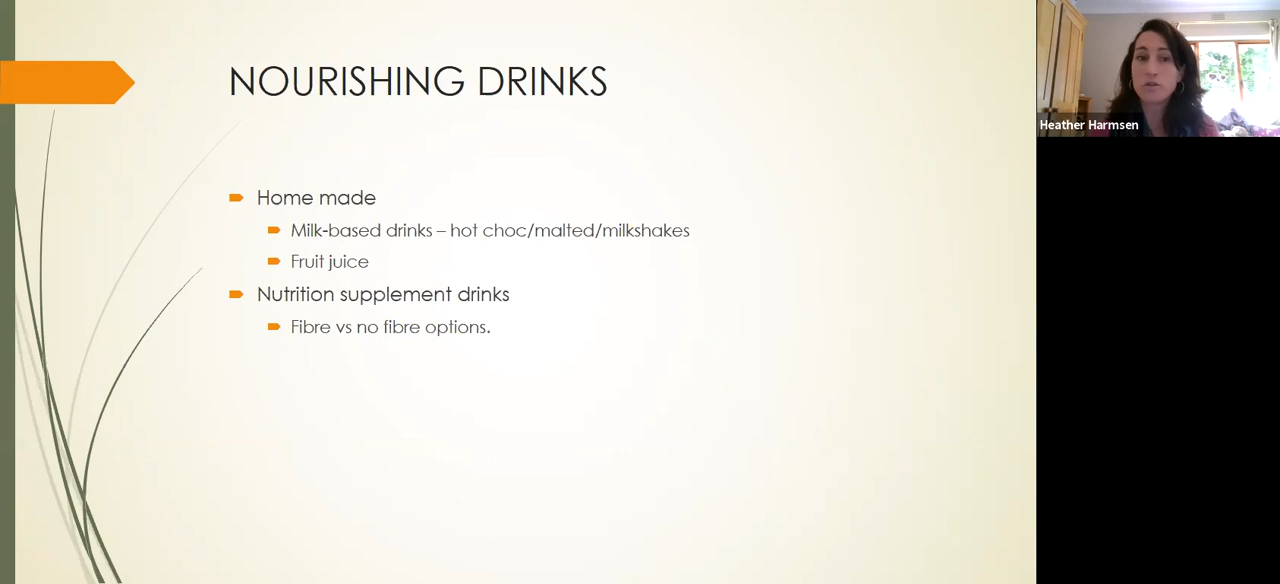 NOURISHING DRINKS
Home made
Milk-based drinks – hot choc/malted/milkshakes
Fruit juice
Nutrition supplement drinks
Fibre vs no fibre options.
Heather Harmsen